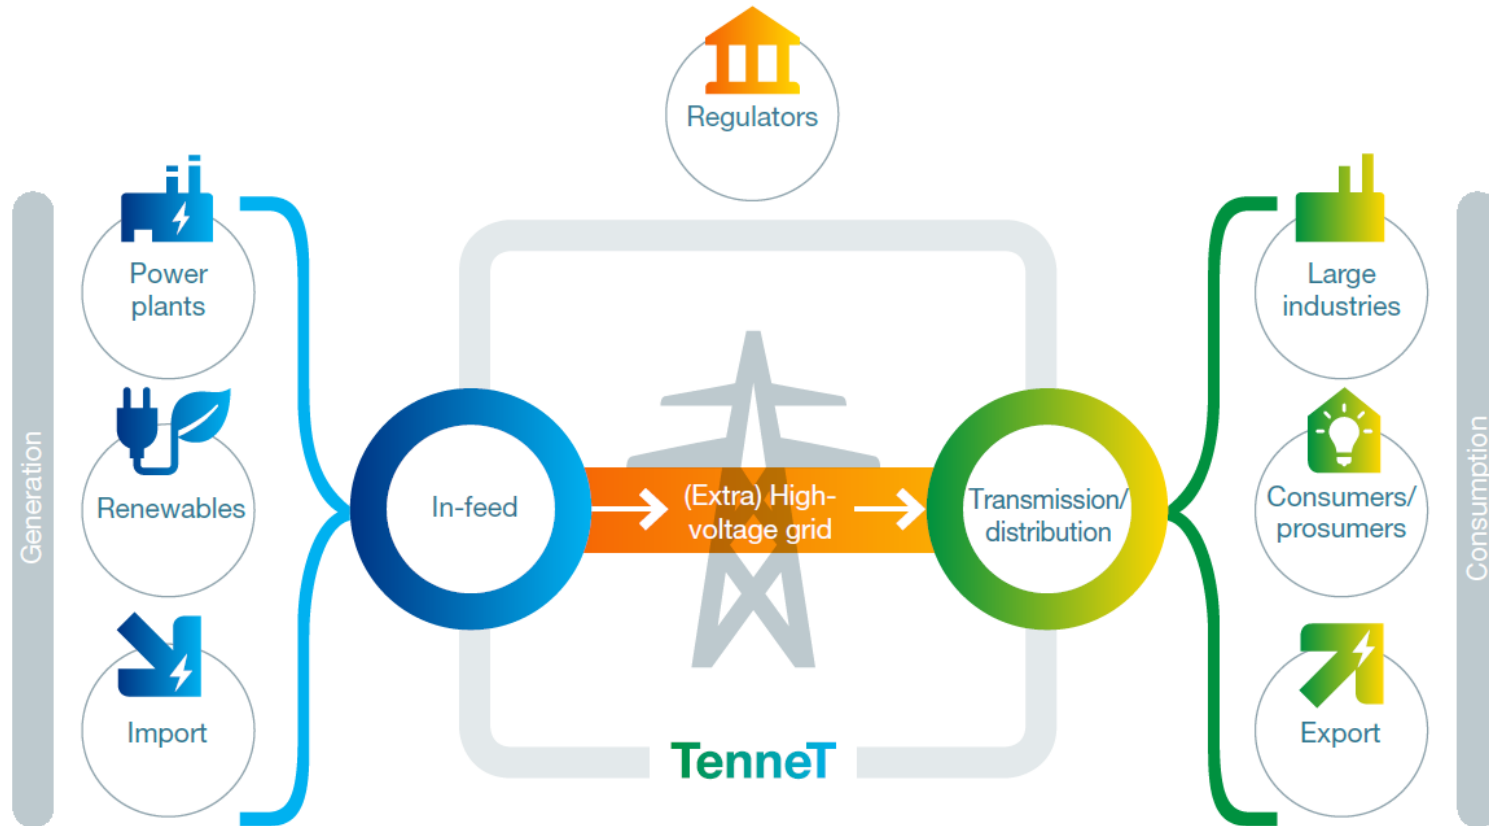 Regulators
Generation
Power
plants
Renewables
Import
In-feed
(Extra) High-
voltage grid
Transmission/
distribution
Large
industries
Consumers/
prosumers
Export
Consumption
TenneT